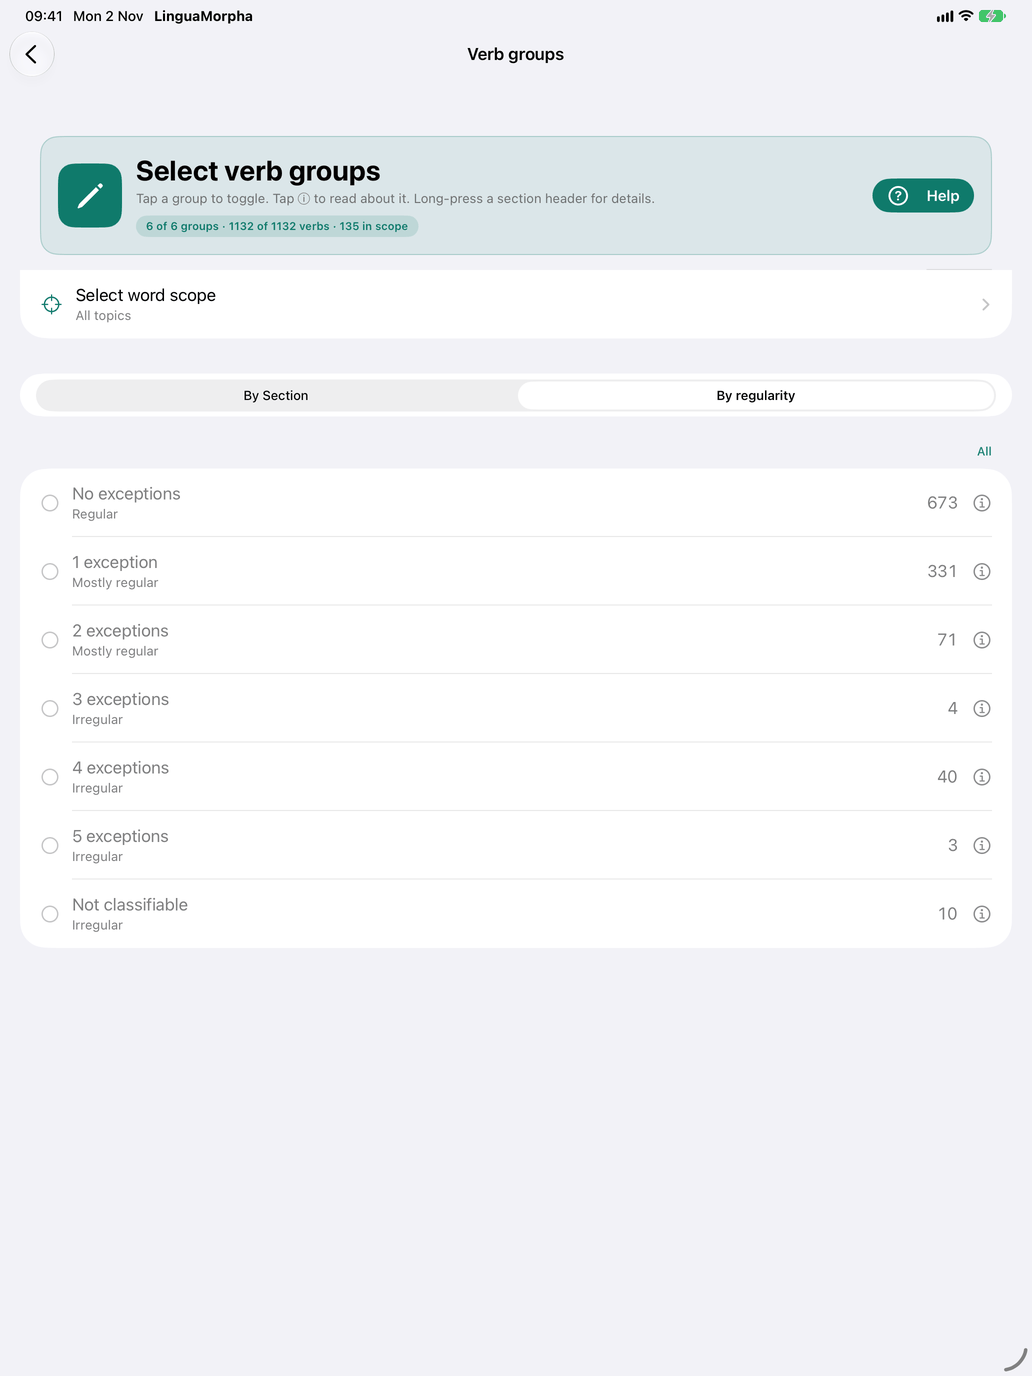 09:41 Mon 2 Nov LinguaMorpha
Verb groups
Select verb groups
Tap a group to toggle. Tap ⓘ to read about it. Long-press a section header for details.
6 of 6 groups · 1132 of 1132 verbs · 135 in scope
Help
Select word scope
All topics
By Section
By regularity
All
No exceptions
Regular
673
1 exception
Mostly regular
331
2 exceptions
Mostly regular
71
3 exceptions
Irregular
4
4 exceptions
Irregular
40
5 exceptions
Irregular
3
Not classifiable
Irregular
10